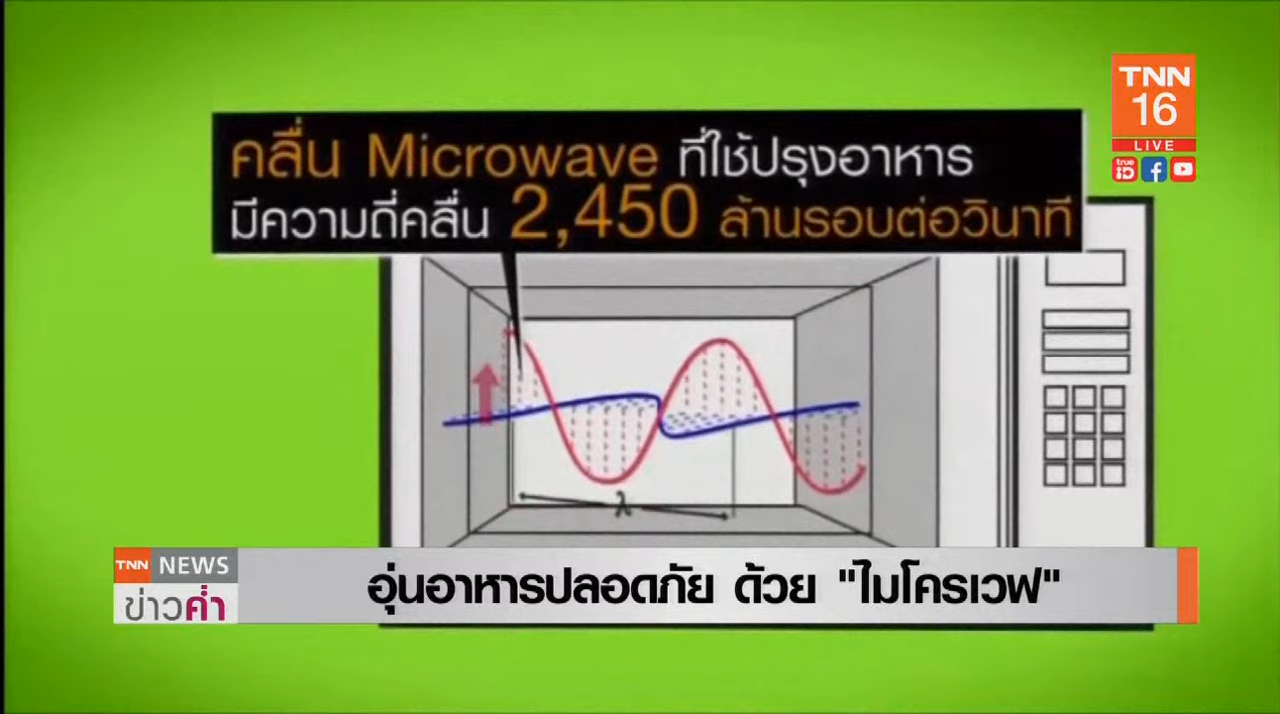 คลื่น Microwave ที่ใช้ปรุงอาหาร
มีความถี่คลื่น 2,450 ล้านรอบต่อวินาที
TNN
16
LIVE
true iD
λ
TNN NEWS
ข่าวค่ำ
อุ่นอาหารปลอดภัย ด้วย "ไมโครเวฟ"